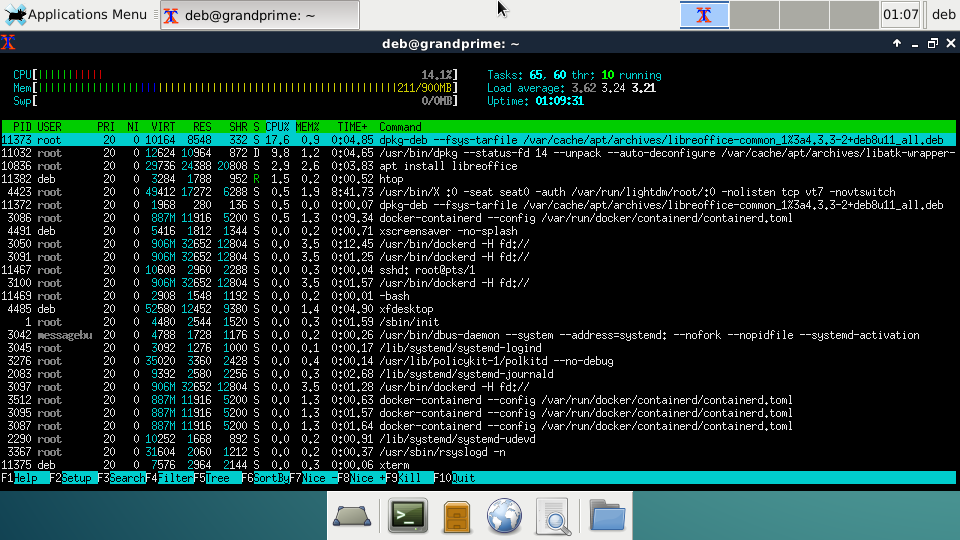 Applications Menu deb@grandprime: ~ 01:07 deb
deb@grandprime: ~
CPU[|||||||||||||| 14.1%] Tasks: 65, 60 thr; 10 running
Mem[||||||||||||||||||||||||||||||||||||||||||||||||||||||||||||211/900MB] Load average: 3.62 3.24 3.21
Swp[ 0/0MB] Uptime: 01:09:31
PID USER PRI NI VIRT RES SHR S CPU% MEM% TIME+ Command
11373 root 20 0 10164 8548 332 S 17.6 0.9 0:04.85 dpkg-deb --fsys-tarfile /var/cache/apt/archives/libreoffice-common_1%3a4.3.3-2+deb8u11_all.deb
11032 root 20 0 12624 10964 872 D 9.8 1.2 0:04.65 /usr/bin/dpkg --status-fd 14 --unpack --auto-deconfigure /var/cache/apt/archives/libatk-wrapper-
10836 root 20 0 29736 24388 20808 S 2.9 2.6 0:03.83 apt install libreoffice
11382 deb 20 0 3284 1788 952 R 1.5 0.2 0:00.52 htop
4423 root 20 0 49412 17272 6288 S 0.5 1.9 8:41.73 /usr/bin/X :0 -seat seat0 -auth /var/run/lightdm/root/:0 -nolisten tcp vt7 -novtswitch
11372 root 20 0 1968 280 136 S 0.5 0.0 0:00.07 dpkg-deb --fsys-tarfile /var/cache/apt/archives/libreoffice-common_1%3a4.3.3-2+deb8u11_all.deb
3086 root 20 0 887M 11916 5200 S 0.5 1.3 0:09.34 docker-containerd --config /var/run/docker/containerd/containerd.toml
4491 deb 20 0 5416 1812 1344 S 0.0 0.2 0:00.71 xscreensaver -no-splash
3050 root 20 0 906M 32652 12804 S 0.0 3.5 0:12.45 /usr/bin/dockerd -H fd://
3091 root 20 0 906M 32652 12804 S 0.0 3.5 0:01.25 /usr/bin/dockerd -H fd://
11467 root 20 0 10608 2960 2288 S 0.0 0.3 0:00.04 sshd: root@pts/1
3100 root 20 0 906M 32652 12804 S 0.0 3.5 0:01.57 /usr/bin/dockerd -H fd://
11469 root 20 0 2908 1548 1192 S 0.0 0.2 0:00.01 -bash
4485 deb 20 0 52580 12452 9380 S 0.0 1.4 0:04.90 xfdesktop
1 root 20 0 4480 2544 1520 S 0.0 0.3 0:01.59 /sbin/init
3042 messagebu 20 0 4788 1728 1176 S 0.0 0.2 0:00.26 /usr/bin/dbus-daemon --system --address=systemd: --nofork --nopidfile --systemd-activation
3045 root 20 0 3092 1276 1000 S 0.0 0.1 0:00.17 /lib/systemd/systemd-logind
3276 root 20 0 35020 3360 2428 S 0.0 0.4 0:00.14 /usr/lib/policykit-1/polkitd --no-debug
2083 root 20 0 9392 2580 2256 S 0.0 0.3 0:02.68 /lib/systemd/systemd-journald
3097 root 20 0 906M 32652 12804 S 0.0 3.5 0:01.28 /usr/bin/dockerd -H fd://
3512 root 20 0 887M 11916 5200 S 0.0 1.3 0:00.63 docker-containerd --config /var/run/docker/containerd/containerd.toml
3095 root 20 0 887M 11916 5200 S 0.0 1.3 0:01.57 docker-containerd --config /var/run/docker/containerd/containerd.toml
3087 root 20 0 887M 11916 5200 S 0.0 1.3 0:01.64 docker-containerd --config /var/run/docker/containerd/containerd.toml
2290 root 20 0 10252 1668 892 S 0.0 0.2 0:00.91 /lib/systemd/systemd-udevd
3367 root 20 0 31604 2060 1212 S 0.0 0.2 0:00.37 /usr/sbin/rsyslogd -n
11375 deb 20 0 7576 2964 2144 S 0.0 0.3 0:00.06 xterm
F1Help F2Setup F3SearchF4FilterF5Tree F6SortByF7Nice -F8Nice +F9Kill F10Quit